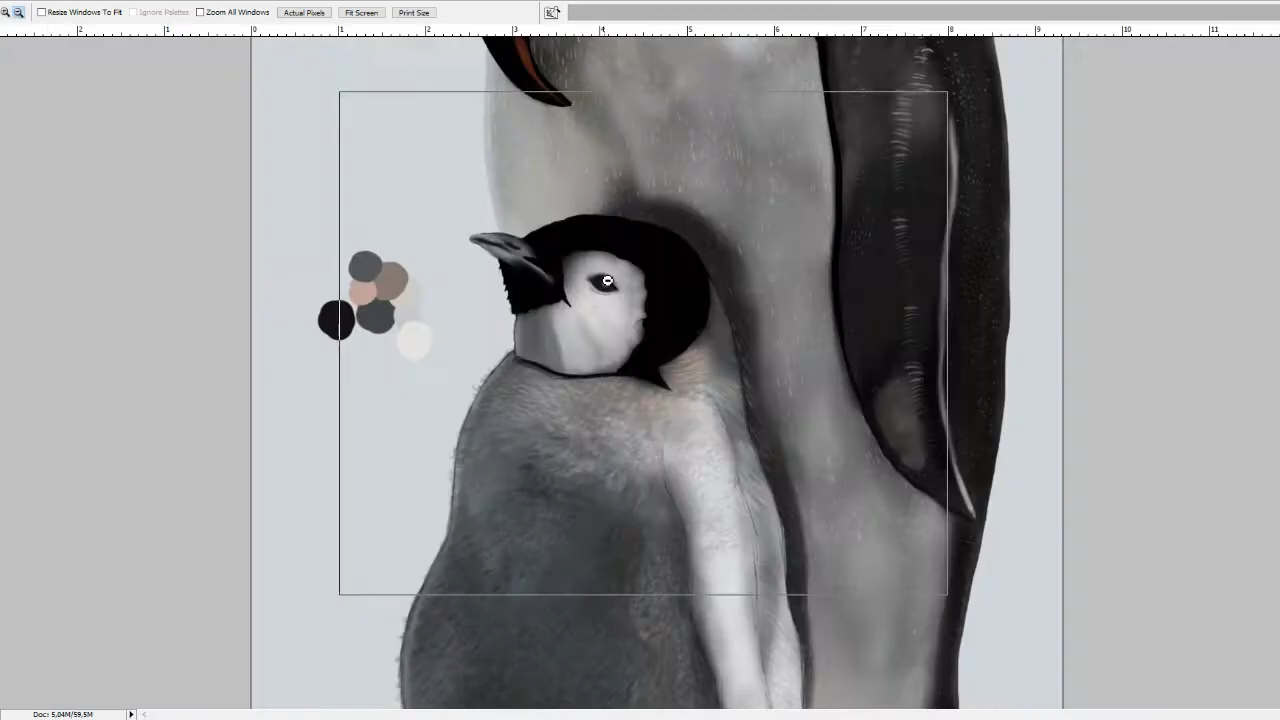 Resize Windows To Fit Ignore Palettes Zoom All Windows Actual Pixels Fit Screen Print Size
2 1 0 1 2 3 4 5 6 7 8 9 10 11
Doc: 5,04M/59,5M